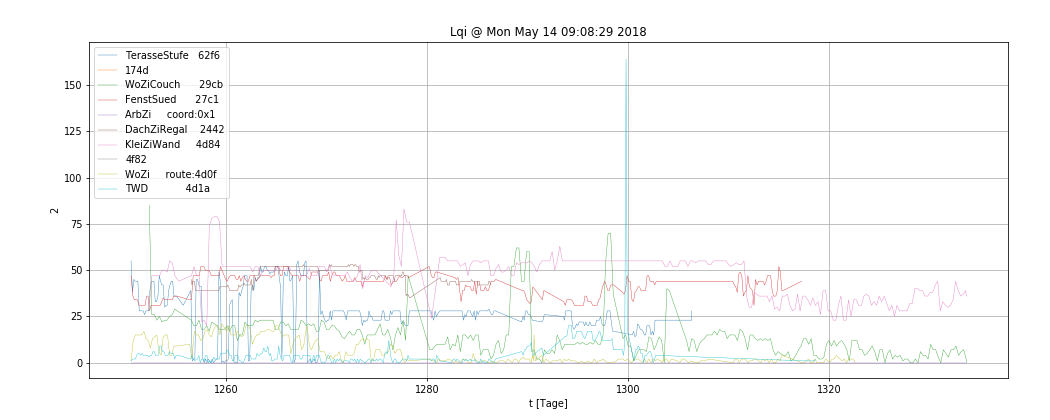 Lqi @ Mon May 14 09:08:29 2018
TerasseStufe 62f6
174d
WoZiCouch 29cb
FenstSued 27c1
ArbZi coord:0x1
DachZiRegal 2442
KleiZiWand 4d84
4f82
WoZi route:4d0f
TWD 4d1a
150
125
100
75
50
25
0
2
1260 1280 1300 1320
t [Tage]